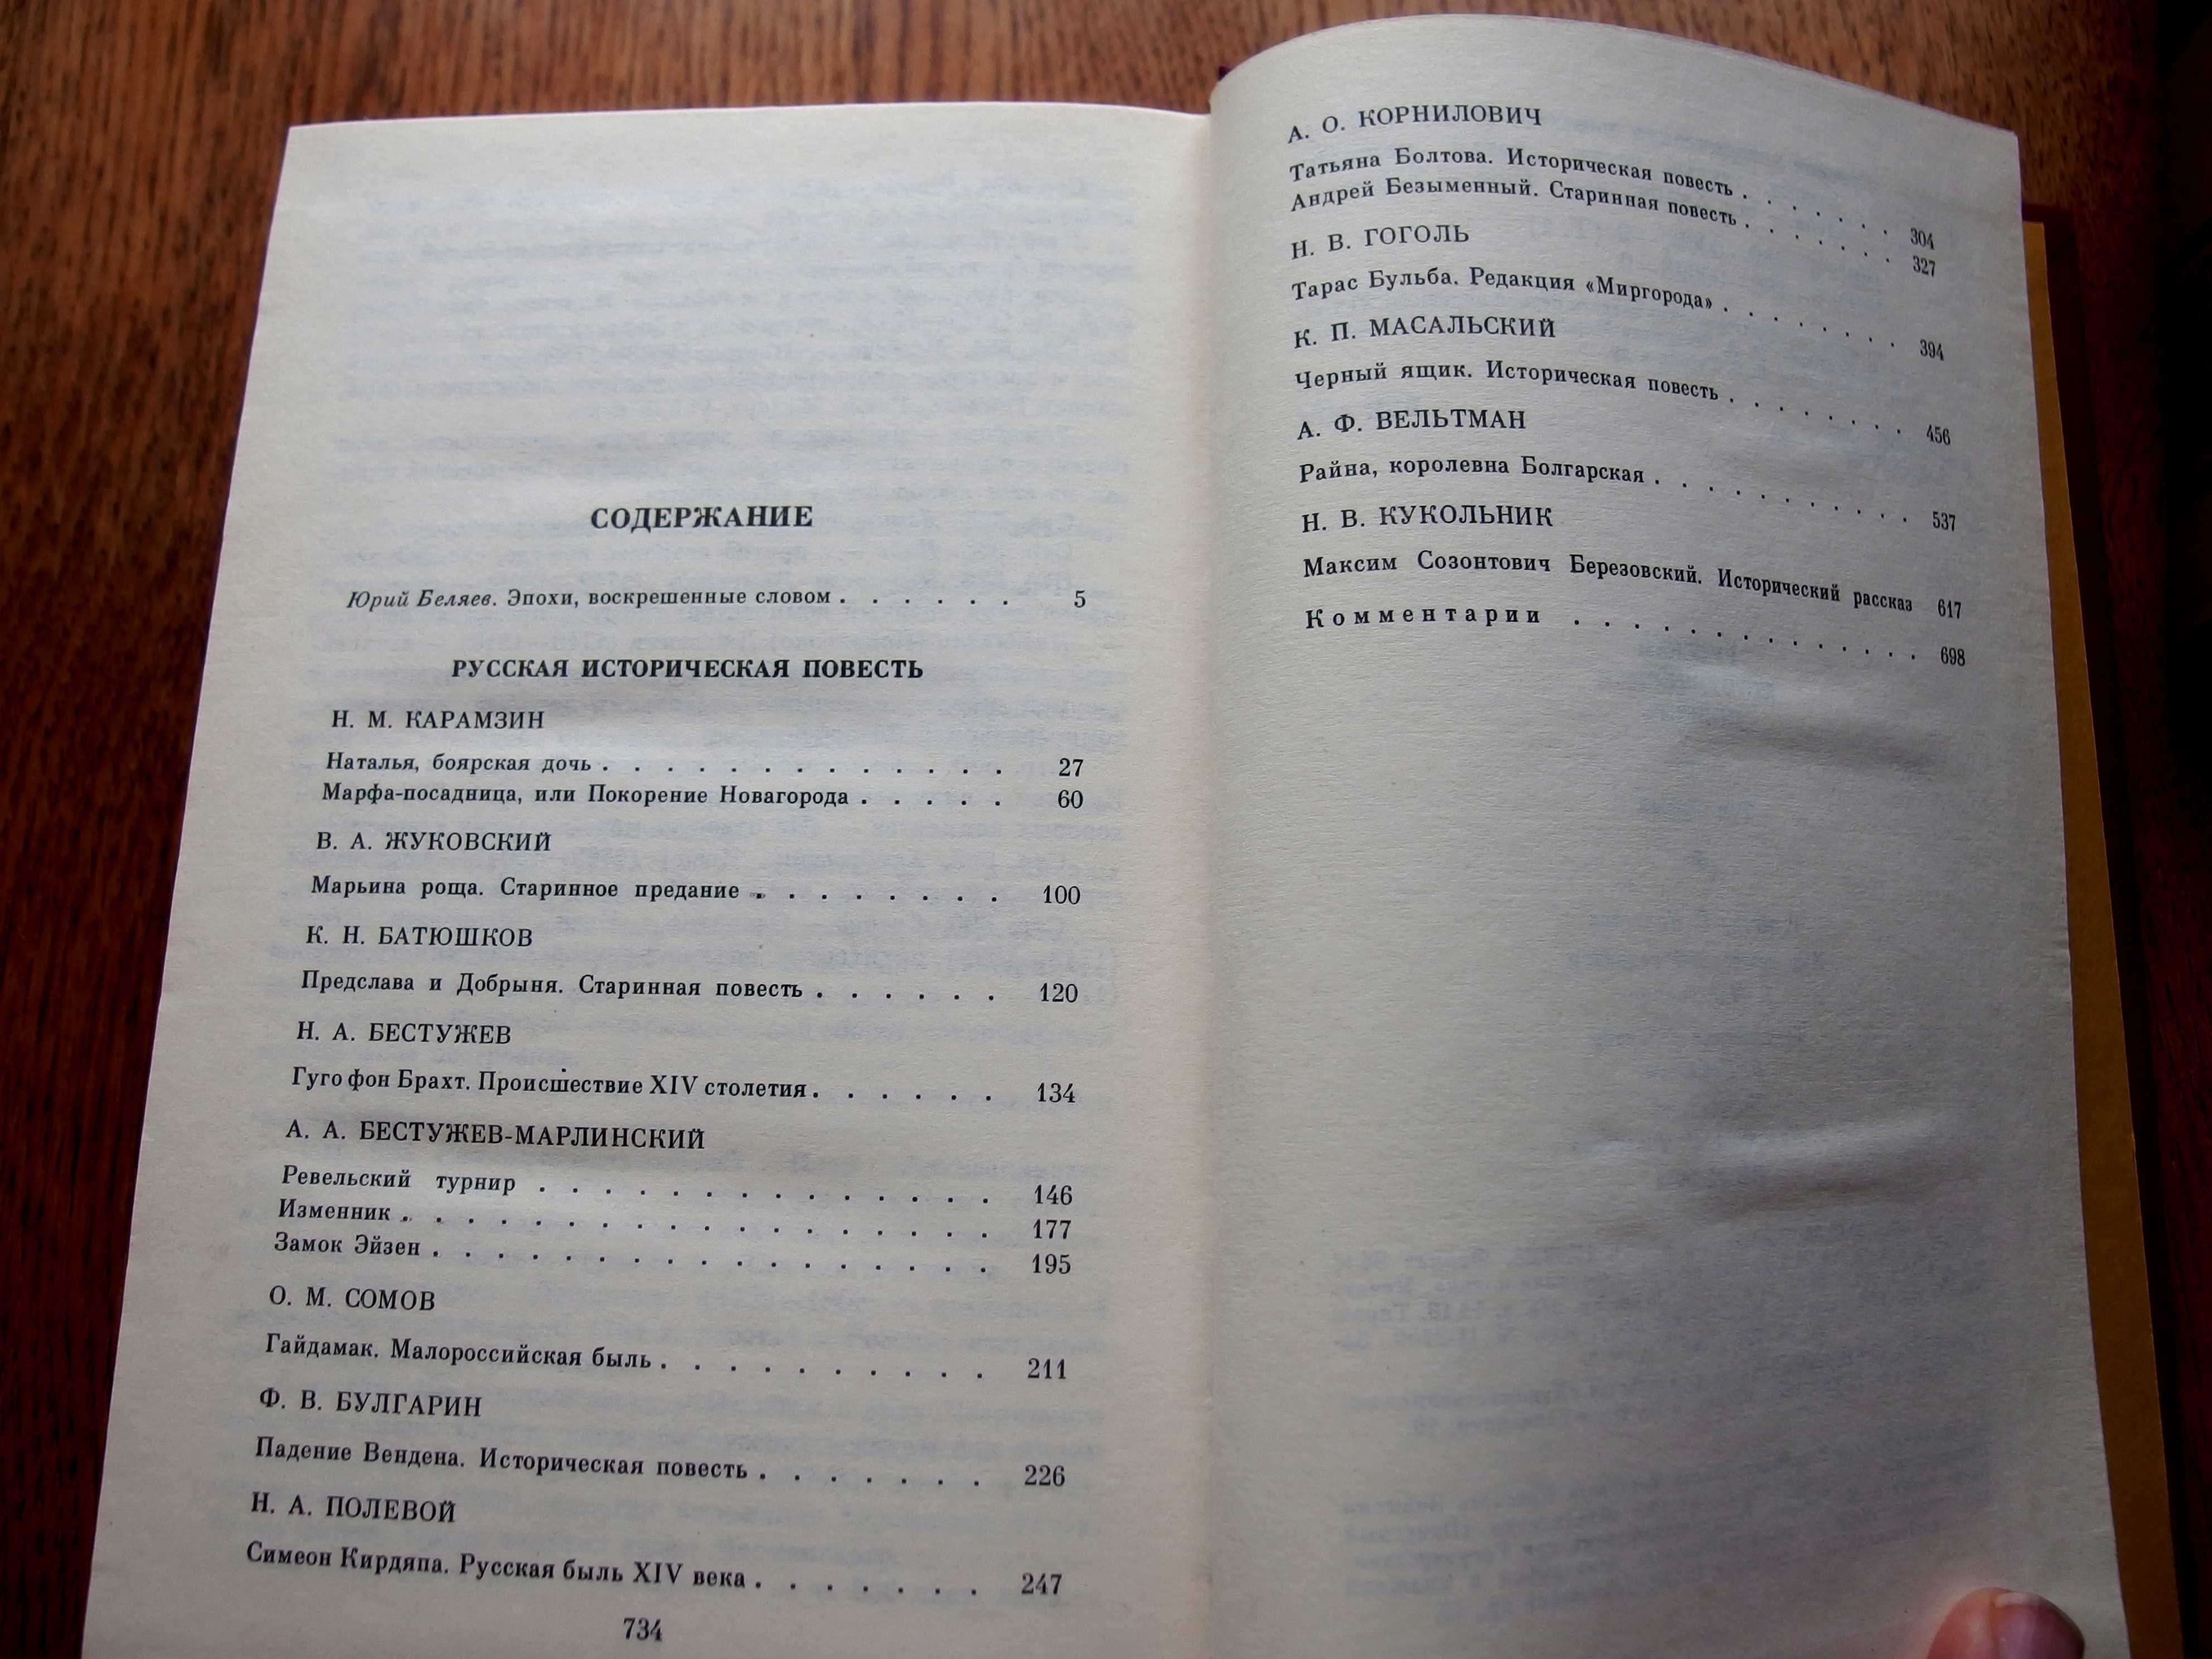 СОДЕРЖАНИЕ
Юрий Беляев. Эпохи, воскрешенные словом . . . . . . 5
РУССКАЯ ИСТОРИЧЕСКАЯ ПОВЕСТЬ
Н. М. КАРАМЗИН
Наталья, боярская дочь . . . . . . . . . . . . . 27
Марфа-посадница, или Покорение Новагорода . . . . . 60
В. А. ЖУКОВСКИЙ
Марьина роща. Старинное предание . . . . . . . . 100
К. Н. БАТЮШКОВ
Предслава и Добрыня. Старинная повесть . . . . . . 120
Н. А. БЕСТУЖЕВ
Гуго фон Брахт. Происшествие XIV столетия . . . . . . 134
А. А. БЕСТУЖЕВ-МАРЛИНСКИЙ
Ревельский турнир . . . . . . . . . . . . . . 146
Изменник . . . . . . . . . . . . . . . . . . 177
Замок Эйзен . . . . . . . . . . . . . . . . . 195
О. М. СОМОВ
Гайдамак. Малороссийская быль . . . . . . . . . . 211
Ф. В. БУЛГАРИН
Падение Вендена. Историческая повесть . . . . . . . 226
Н. А. ПОЛЕВОЙ
Симеон Кирдяпа. Русская быль XIV века . . . . . . . 247
734
А. О. КОРНИЛОВИЧ
Татьяна Болтова. Историческая повесть . . . . . . . 304
Андрей Безыменный. Старинная повесть . . . . . . . 327
Н. В. ГОГОЛЬ
Тарас Бульба. Редакция «Миргорода» . . . . . . . . 394
К. П. МАСАЛЬСКИЙ
Черный ящик. Историческая повесть . . . . . . . . 456
А. Ф. ВЕЛЬТМАН
Райна, королевна Болгарская . . . . . . . . . . 537
Н. В. КУКОЛЬНИК
Максим Созонтович Березовский. Исторический рассказ 617
Комментарии . . . . . . . . . . . . 698